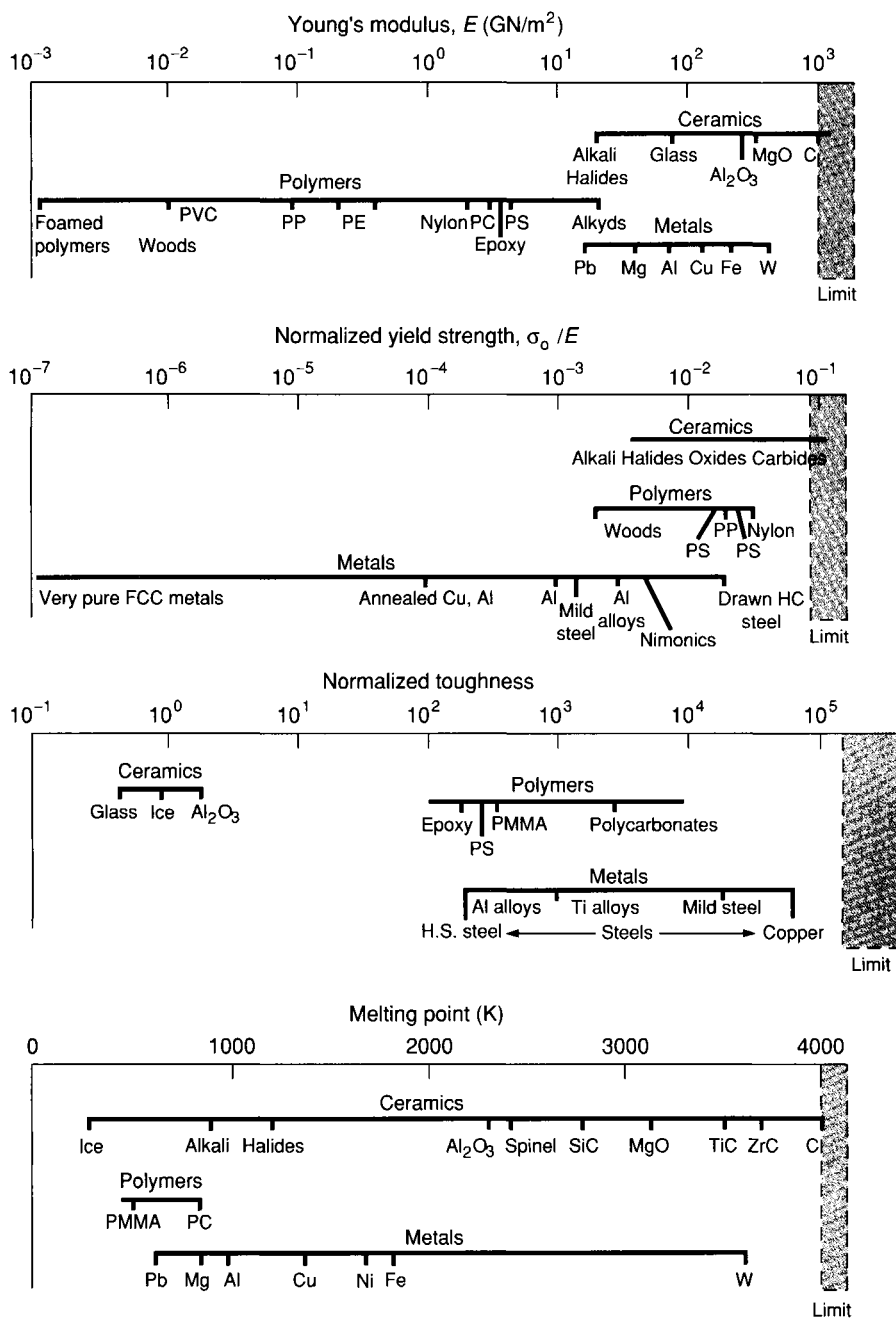 Young's modulus, E (GN/m²)
10⁻³ 10⁻² 10⁻¹ 10⁰ 10¹ 10² 10³
Ceramics
Alkali Halides Glass Al₂O₃ MgO C
Polymers
Foamed polymers Woods PVC PP PE Nylon PC Epoxy PS Alkyds
Metals
Pb Mg Al Cu Fe W
Limit
Normalized yield strength, σₒ /E
10⁻⁷ 10⁻⁶ 10⁻⁵ 10⁻⁴ 10⁻³ 10⁻² 10⁻¹
Ceramics
Alkali Halides Oxides Carbides
Polymers
Woods PS PP PS Nylon
Metals
Very pure FCC metals Annealed Cu, Al Al Mild steel Al alloys Nimonics Drawn HC steel
Limit
Normalized toughness
10⁻¹ 10⁰ 10¹ 10² 10³ 10⁴ 10⁵
Ceramics
Glass Ice Al₂O₃
Polymers
Epoxy PS PMMA Polycarbonates
Metals
Al alloys Ti alloys Mild steel
H.S. steel Steels Copper
Limit
Melting point (K)
0 1000 2000 3000 4000
Ceramics
Ice Alkali Halides Al₂O₃ Spinel SiC MgO TiC ZrC C
Polymers
PMMA PC
Metals
Pb Mg Al Cu Ni Fe W
Limit